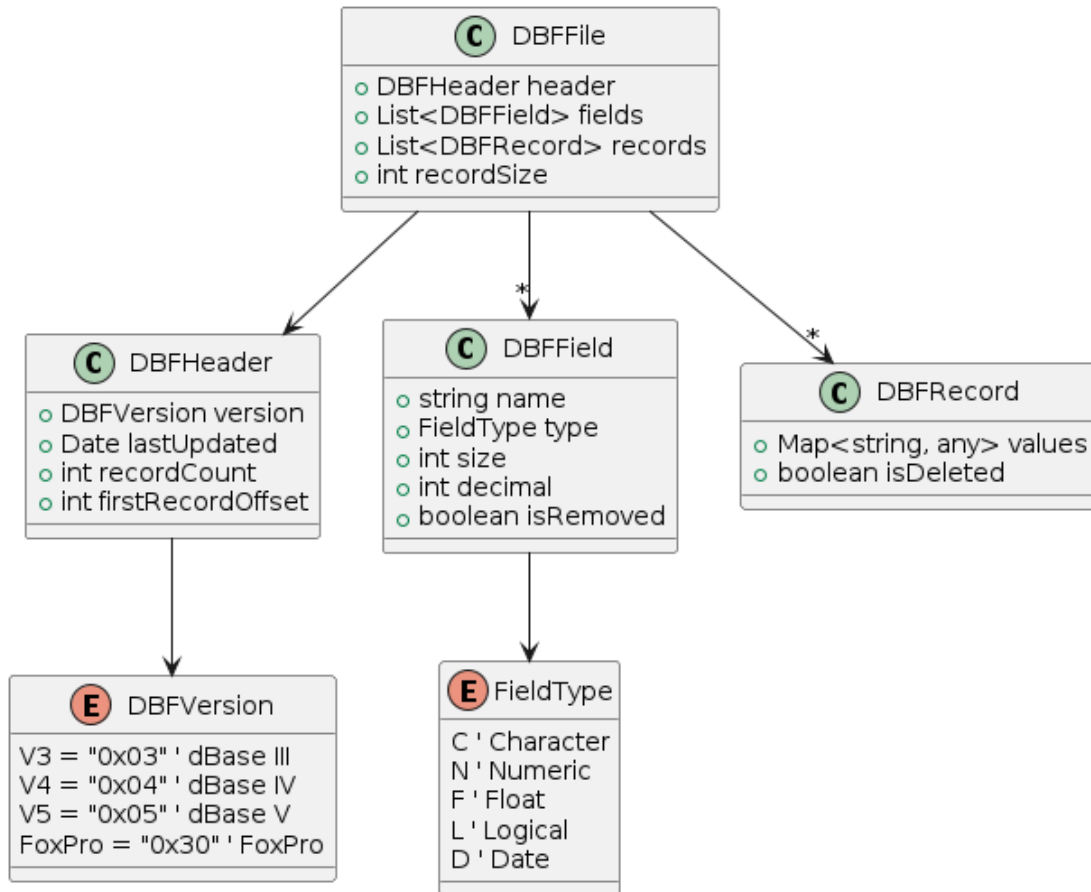 C DBFFile
DBFHeader header
List<DBFField> fields
List<DBFRecord> records
int recordSize
*
*
C DBFHeader
DBFVersion version
Date lastUpdated
int recordCount
int firstRecordOffset
C DBFField
string name
FieldType type
int size
int decimal
boolean isRemoved
C DBFRecord
Map<string, any> values
boolean isDeleted
E DBFVersion
V3 = "0x03" ' dBase III
V4 = "0x04" ' dBase IV
V5 = "0x05" ' dBase V
FoxPro = "0x30" ' FoxPro
E FieldType
C ' Character
N ' Numeric
F ' Float
L ' Logical
D ' Date